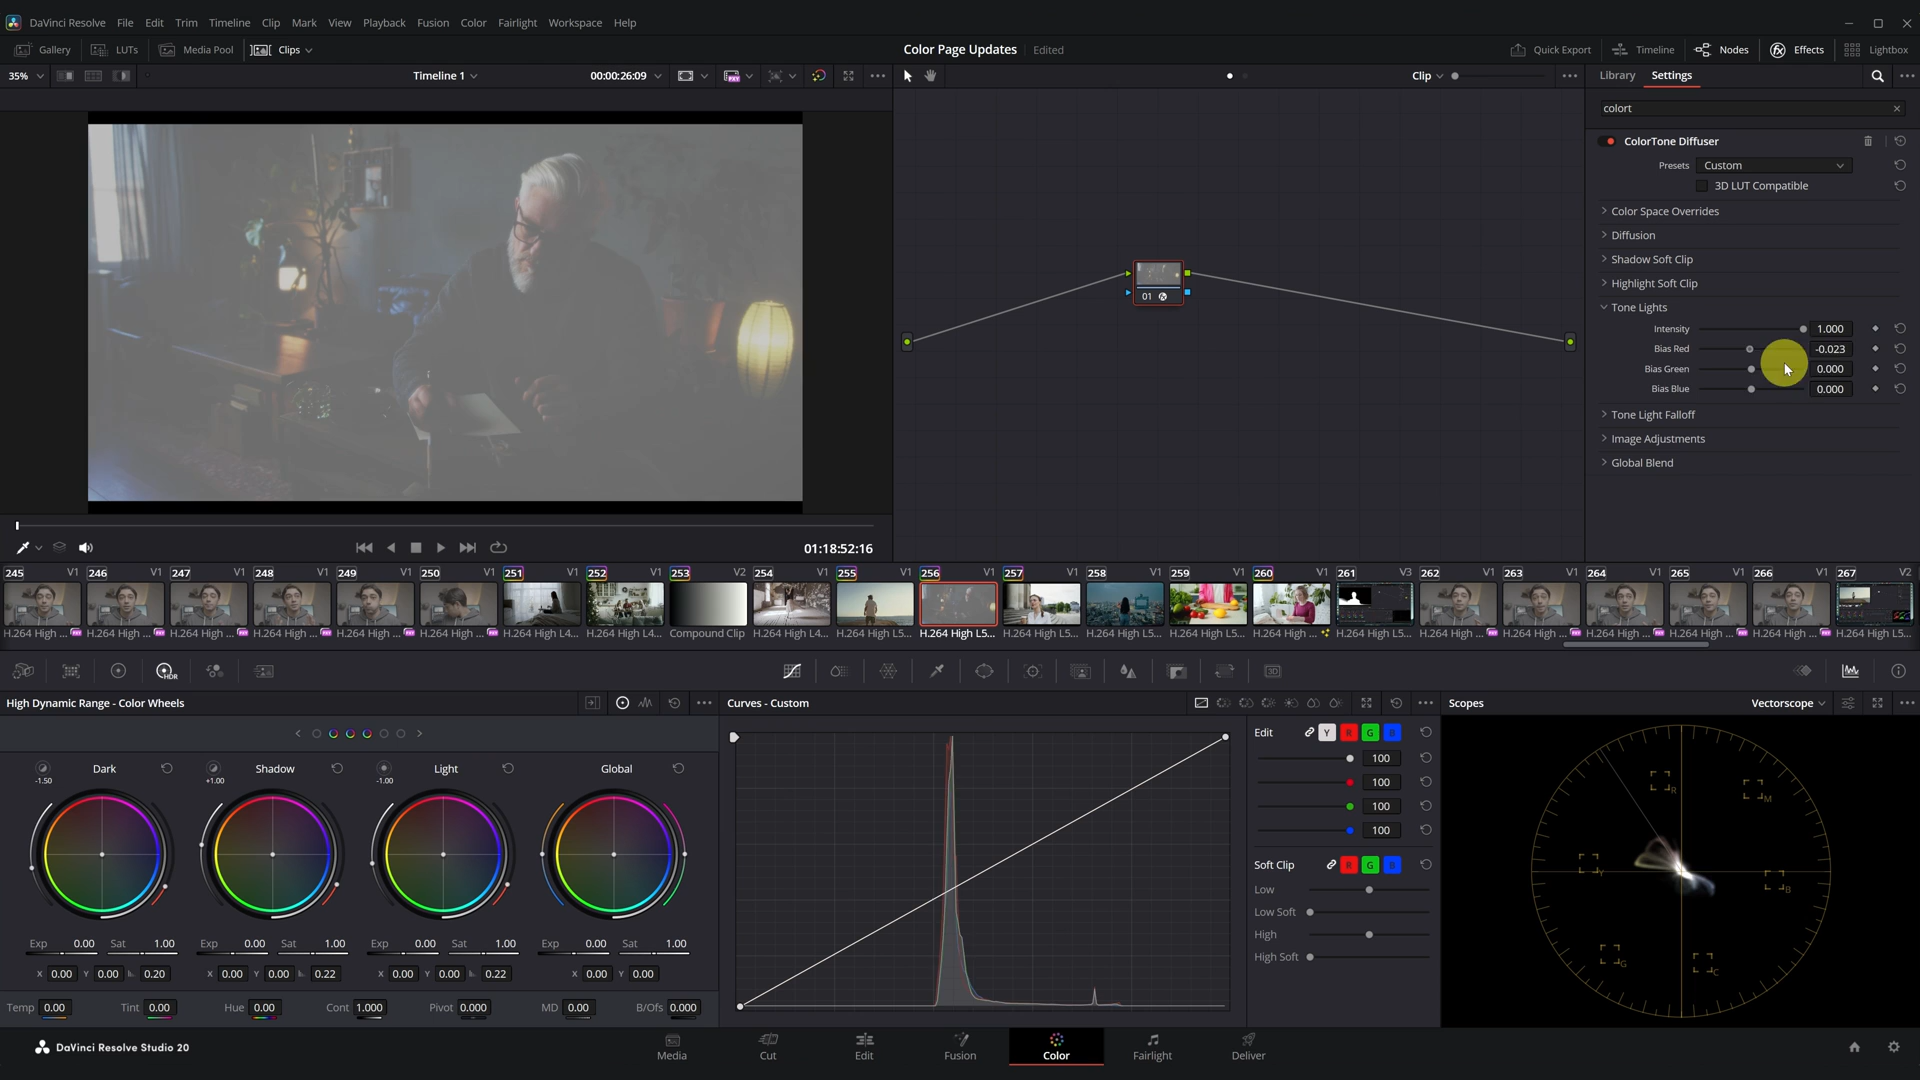 DaVinci Resolve File Edit Trim Timeline Clip Mark View Playback Fusion Color Fairlight Workspace Help
Gallery LUTs Media Pool Clips Color Page Updates Edited Quick Export Timeline Nodes Effects Lightbox
35% Timeline 1 00:00:26:09 Clip Library Settings
colort
ColorTone Diffuser
Presets Custom
3D LUT Compatible
Color Space Overrides
Diffusion
Shadow Soft Clip
Highlight Soft Clip
Tone Lights
Intensity 1.000
Bias Red -0.023
Bias Green 0.000
Bias Blue 0.000
Tone Light Falloff
Image Adjustments
Global Blend
01
01:18:52:16
245 V1 246 V1 247 V1 248 V1 249 V1 250 V1 251 V1 252 V1 253 V2 254 V1 255 V1 256 V1 257 V1 258 V1 259 V1 260 V1 261 V3 262 V1 263 V1 264 V1 265 V1 266 V1 267 V2
H.264 High ... H.264 High ... H.264 High ... H.264 High ... H.264 High ... H.264 High ... H.264 High L4... H.264 High L4... Compound Clip H.264 High L4... H.264 High L5... H.264 High L5... H.264 High L5... H.264 High L5... H.264 High L5... H.264 High ... H.264 High L5... H.264 High ... H.264 High ... H.264 High ... H.264 High ... H.264 High ... H.264 High L5...
HDR 3D
High Dynamic Range - Color Wheels Curves - Custom Scopes Vectorscope
Edit Y R G B
100
100
100
100
Soft Clip R G B
Low
Low Soft
High
High Soft
-1.50 Dark +1.00 Shadow -1.00 Light Global
Exp 0.00 Sat 1.00 Exp 0.00 Sat 1.00 Exp 0.00 Sat 1.00 Exp 0.00 Sat 1.00
X 0.00 Y 0.00 0.20 X 0.00 Y 0.00 0.22 X 0.00 Y 0.00 0.22 X 0.00 Y 0.00
Temp 0.00 Tint 0.00 Hue 0.00 Cont 1.000 Pivot 0.000 MD 0.00 B/Ofs 0.000
R M
Y B
G C
DaVinci Resolve Studio 20 Media Cut Edit Fusion Color Fairlight Deliver